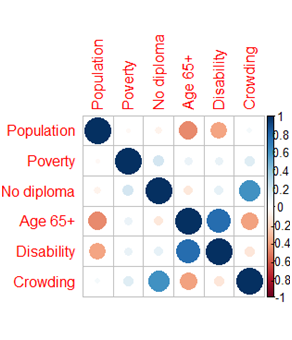 Population
Poverty
No diploma
Age 65+
Disability
Crowding
Population
Poverty
No diploma
Age 65+
Disability
Crowding
1
0.8
0.6
0.4
0.2
0
-0.2
-0.4
-0.6
-0.8
-1